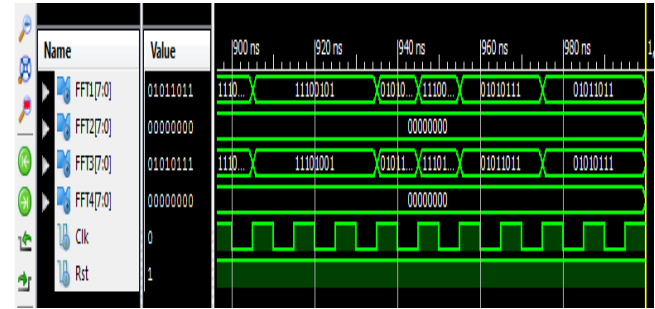 Name Value 900 ns 920 ns 940 ns 960 ns 980 ns 1,
FFT1[7:0] 01011011 1110... 11100101 01010... 11100... 01010111 01011011
FFT2[7:0] 00000000 00000000
FFT3[7:0] 01010111 1110... 11101001 01011... 11101... 01011011 01010111
FFT4[7:0] 00000000 00000000
Clk 0
Rst 1